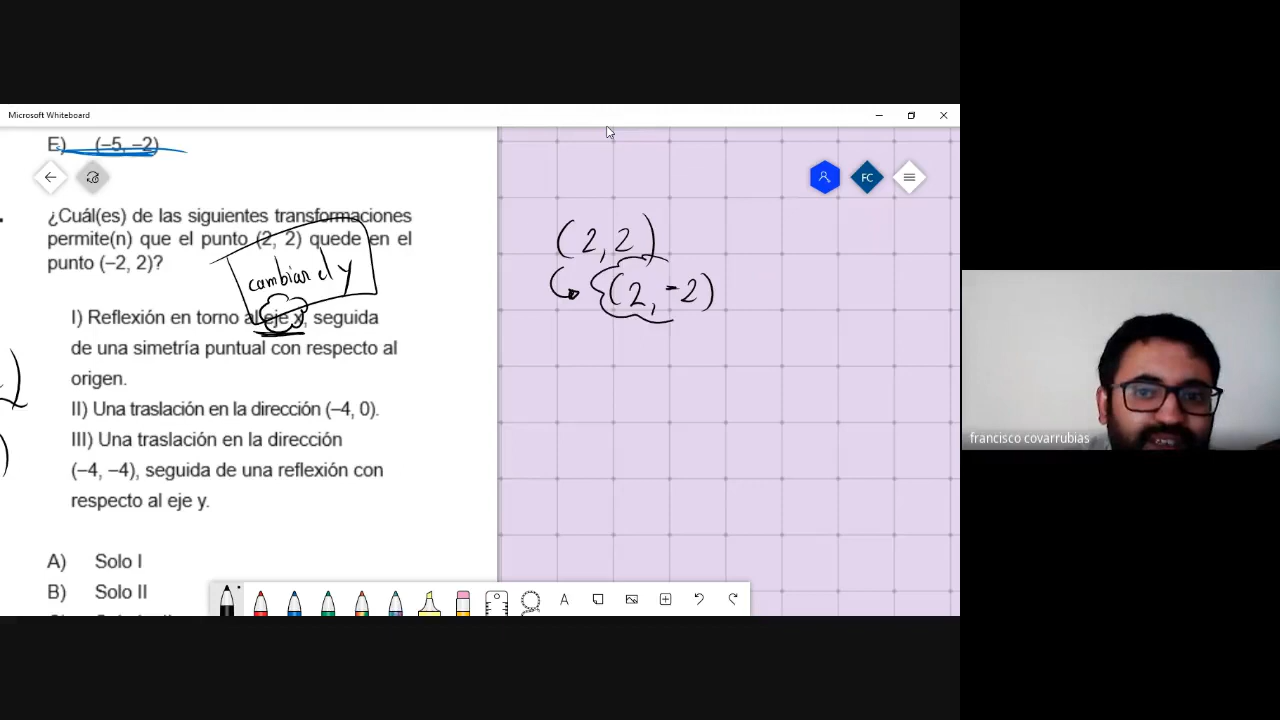 Microsoft Whiteboard
E) (–5, –2)
FC
¿Cuál(es) de las siguientes transformaciones
permite(n) que el punto (2, 2) quede en el
punto (–2, 2)?
cambian el y
I) Reflexión en torno al eje x, seguida
de una simetría puntual con respecto al
origen.
II) Una traslación en la dirección (–4, 0).
III) Una traslación en la dirección
(–4, –4), seguida de una reflexión con
respecto al eje y.
A) Solo I
B) Solo II
(2, 2)
(2, -2)
A
francisco covarrubias